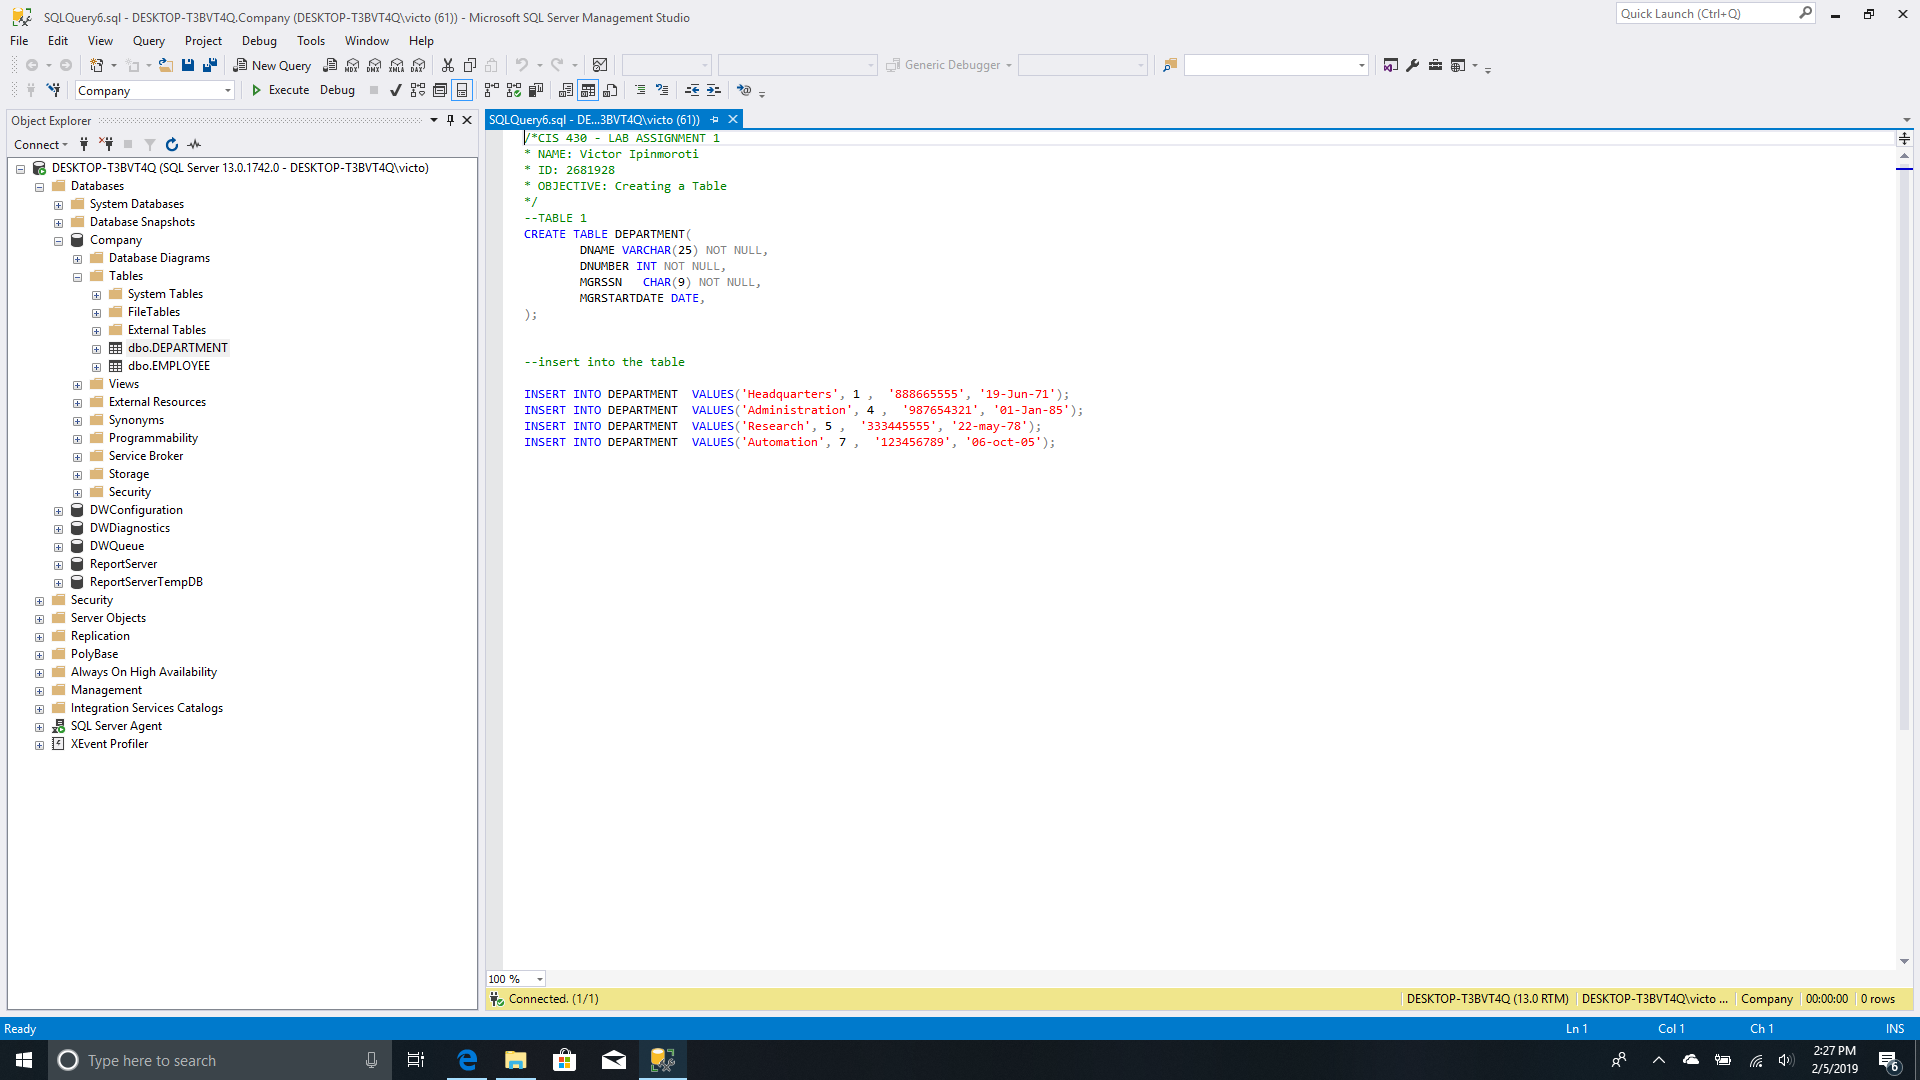 SQLQuery6.sql - DESKTOP-T3BVT4Q.Company (DESKTOP-T3BVT4Q\victo (61)) - Microsoft SQL Server Management Studio
Quick Launch (Ctrl+Q)
File Edit View Query Project Debug Tools Window Help
New Query
MDX DMX XMLA DAX
Generic Debugger
Company
Execute Debug
Object Explorer
SQLQuery6.sql - DE...3BVT4Q\victo (61))
Connect
DESKTOP-T3BVT4Q (SQL Server 13.0.1742.0 - DESKTOP-T3BVT4Q\victo)
Databases
System Databases
Database Snapshots
Company
Database Diagrams
Tables
System Tables
FileTables
External Tables
dbo.DEPARTMENT
dbo.EMPLOYEE
Views
External Resources
Synonyms
Programmability
Service Broker
Storage
Security
DWConfiguration
DWDiagnostics
DWQueue
ReportServer
ReportServerTempDB
Security
Server Objects
Replication
PolyBase
Always On High Availability
Management
Integration Services Catalogs
SQL Server Agent
XEvent Profiler
/*CIS 430 - LAB ASSIGNMENT 1
* NAME: Victor Ipinmoroti
* ID: 2681928
* OBJECTIVE: Creating a Table
*/
--TABLE 1
CREATE TABLE DEPARTMENT(
DNAME VARCHAR(25) NOT NULL,
DNUMBER INT NOT NULL,
MGRSSN   CHAR(9) NOT NULL,
MGRSTARTDATE DATE,
);
--insert into the table
INSERT INTO DEPARTMENT  VALUES('Headquarters', 1 ,  '888665555', '19-Jun-71');
INSERT INTO DEPARTMENT  VALUES('Administration', 4 ,  '987654321', '01-Jan-85');
INSERT INTO DEPARTMENT  VALUES('Research', 5 ,  '333445555', '22-may-78');
INSERT INTO DEPARTMENT  VALUES('Automation', 7 ,  '123456789', '06-oct-05');
100 %
Connected. (1/1)
DESKTOP-T3BVT4Q (13.0 RTM) DESKTOP-T3BVT4Q\victo ... Company 00:00:00 0 rows
Ready
Ln 1 Col 1 Ch 1 INS
Type here to search
2:27 PM
2/5/2019
6